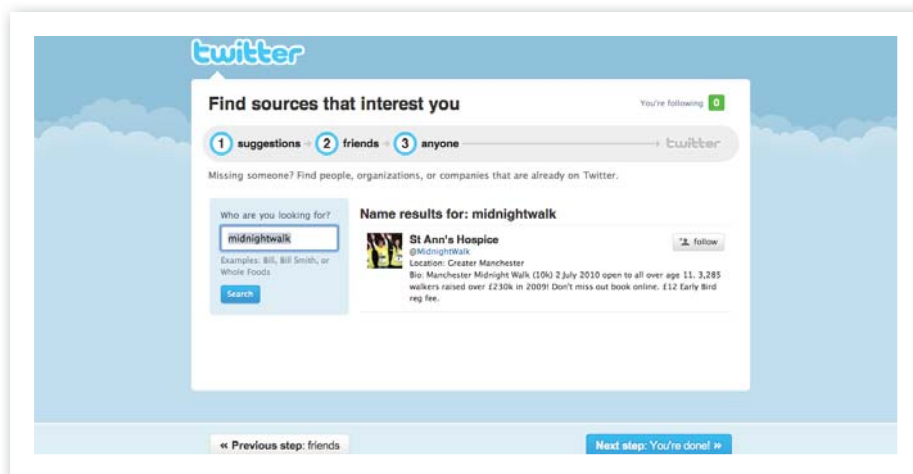 twitter
Find sources that interest you
You're following 0
1 suggestions 2 friends 3 anyone twitter
Missing someone? Find people, organizations, or companies that are already on Twitter.
Who are you looking for?
midnightwalk
Examples: Bill, Bill Smith, or
Whole Foods
Search
Name results for: midnightwalk
St Ann's Hospice
follow
@MidnightWalk
Location: Greater Manchester
Bio: Manchester Midnight Walk (10k) 2 July 2010 open to all over age 11. 3,285
walkers raised over £230k in 2009! Don't miss out book online. £12 Early Bird
reg fee.
« Previous step: friends
Next step: You're done! »